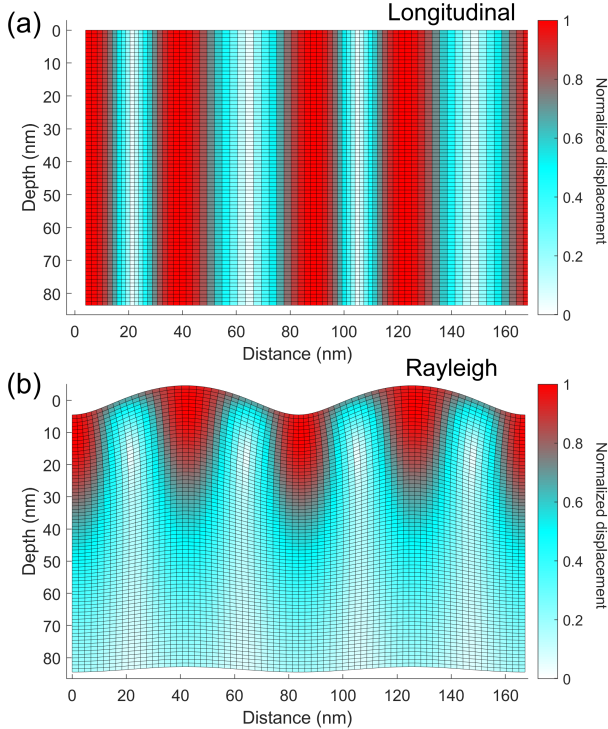 (a)
Longitudinal
0
10
20
30
40
50
60
70
80
Depth (nm)
0 20 40 60 80 100 120 140 160
Distance (nm)
1
0.8
0.6
0.4
0.2
0
Normalized displacement
(b)
Rayleigh
0
10
20
30
40
50
60
70
80
Depth (nm)
0 20 40 60 80 100 120 140 160
Distance (nm)
1
0.8
0.6
0.4
0.2
0
Normalized displacement